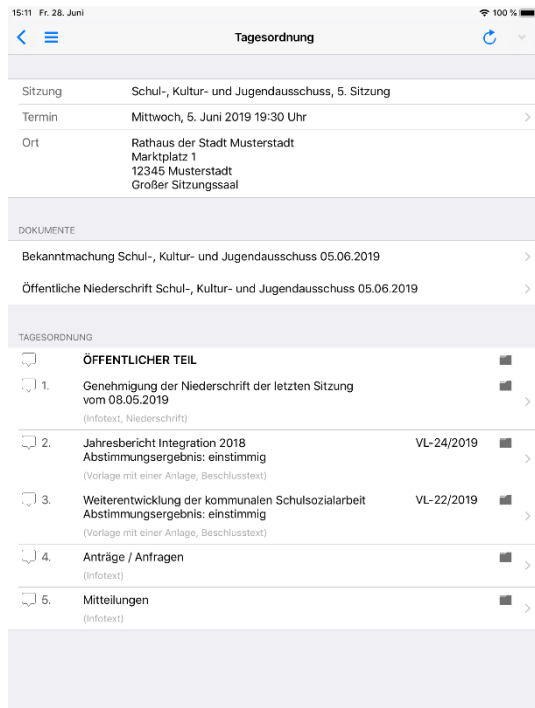 15:11 Fr. 28. Juni 100 %
Tagesordnung
Sitzung Schul-, Kultur- und Jugendausschuss, 5. Sitzung
Termin Mittwoch, 5. Juni 2019 19:30 Uhr
Ort Rathaus der Stadt Musterstadt
Marktplatz 1
12345 Musterstadt
Großer Sitzungssaal
DOKUMENTE
Bekanntmachung Schul-, Kultur- und Jugendausschuss 05.06.2019
Öffentliche Niederschrift Schul-, Kultur- und Jugendausschuss 05.06.2019
TAGESORDNUNG
ÖFFENTLICHER TEIL
1. Genehmigung der Niederschrift der letzten Sitzung
vom 08.05.2019
(Infotext, Niederschrift)
2. Jahresbericht Integration 2018 VL-24/2019
Abstimmungsergebnis: einstimmig
(Vorlage mit einer Anlage, Beschlusstext)
3. Weiterentwicklung der kommunalen Schulsozialarbeit VL-22/2019
Abstimmungsergebnis: einstimmig
(Vorlage mit einer Anlage, Beschlusstext)
4. Anträge / Anfragen
(Infotext)
5. Mitteilungen
(Infotext)